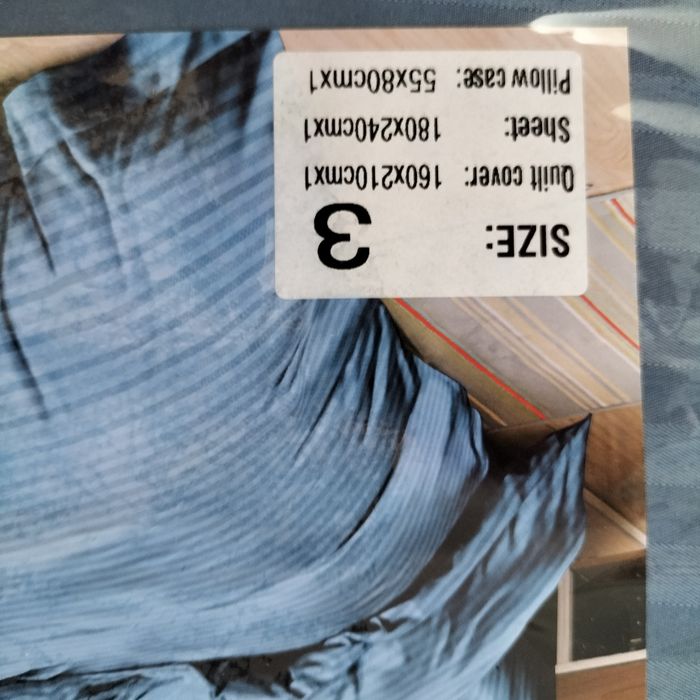 SIZE: 3
Quilt cover: 160x210cmx1
Sheet: 180x240cmx1
Pillow case: 55x80cmx1